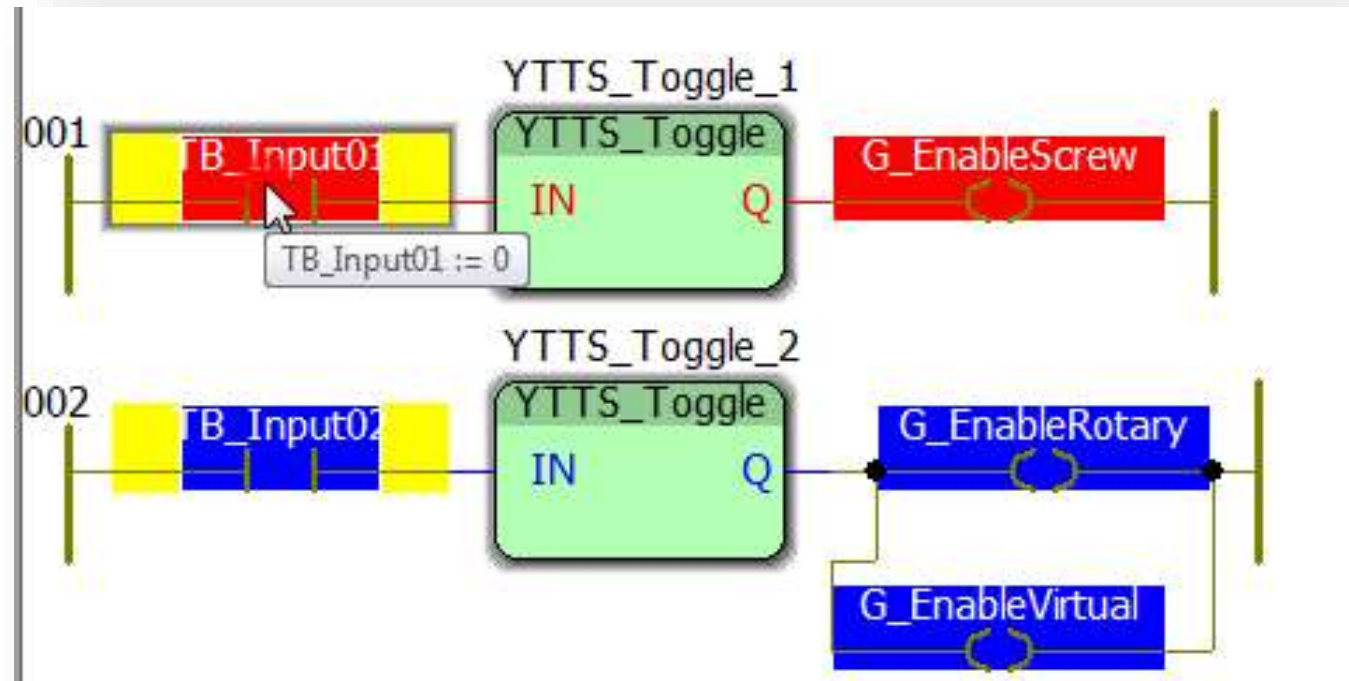 YTTS_Toggle_1
001
TB_Input01
YTTS_Toggle
G_EnableScrew
IN
Q
TB_Input01 := 0
YTTS_Toggle_2
002
TB_Input02
YTTS_Toggle
G_EnableRotary
IN
Q
G_EnableVirtual